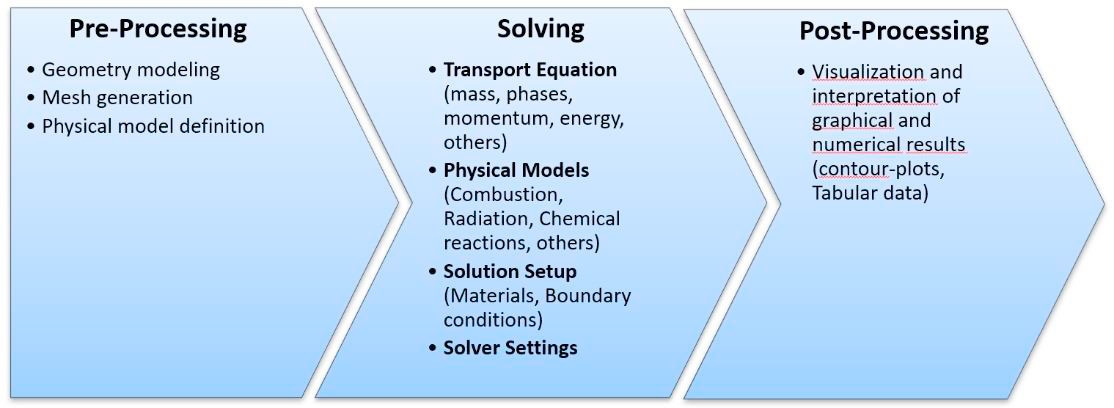 Pre-Processing
• Geometry modeling
• Mesh generation
• Physical model definition
Solving
• Transport Equation
(mass, phases,
momentum, energy,
others)
• Physical Models
(Combustion,
Radiation, Chemical
reactions, others)
• Solution Setup
(Materials, Boundary
conditions)
• Solver Settings
Post-Processing
• Visualization and
interpretation of
graphical and
numerical results
(contour-plots,
Tabular data)